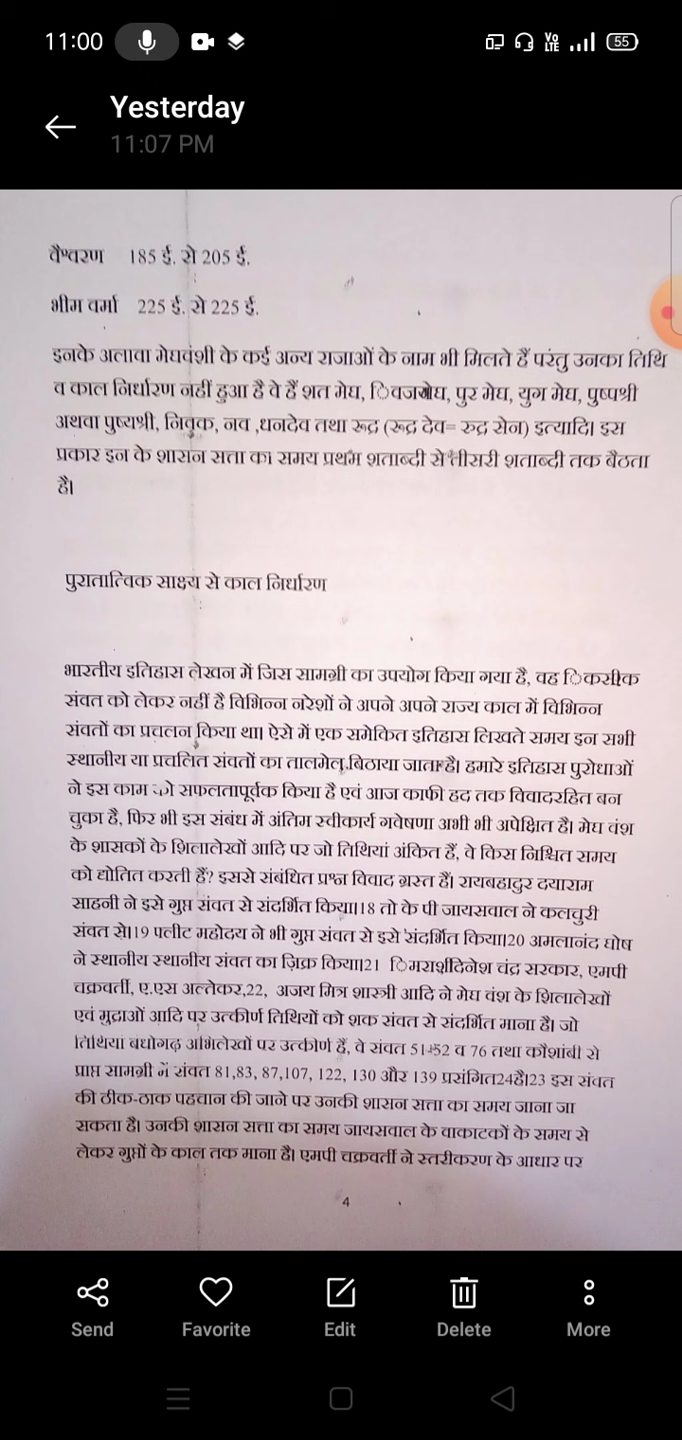 11:00
VO LTE 55
Yesterday
11:07 PM
वैश्वरण 185 ई. से 205 ई.
भीम वर्मा 225 ई. से 225 ई.
इनके अलावा मेघवंशी के कई अन्य राजाओं के नाम भी मिलते हैं परंतु उनका तिथि
व काल निर्धारण नहीं हुआ है वे हैं शत मेघ, पुर मेघ, युग मेघ, पुष्पश्री
अथवा पुष्यश्री, निवुक, नव ,धनदेव तथा रूद्र (रूद्र देव= रुद्र सेन) इत्यादि। इस
प्रकार इन के शासन सत्ता का समय प्रथम शताब्दी से तीसरी शताब्दी तक बैठता
है।
पुरातात्विक साक्ष्य से काल निर्धारण
भारतीय इतिहास लेखन में जिस सामग्री का उपयोग किया गया है, वह
संवत को लेकर नहीं है विभिन्न नरेशों ने अपने अपने राज्य काल में विभिन्न
संवतों का प्रचलन किया था। ऐसे में एक समेकित इतिहास लिखते समय इन सभी
स्थानीय या प्रचलित संवतों का तालमेल बिठाया जाता है। हमारे इतिहास पुरोधाओं
ने इस काम को सफलतापूर्वक किया है एवं आज काफी हद तक विवादरहित बन
चुका है, फिर भी इस संबंध में अंतिम स्वीकार्य गवेषणा अभी भी अपेक्षित है। मेघ वंश
के शासकों के शिलालेखों आदि पर जो तिथियां अंकित हैं, वे किस निश्चित समय
को द्योतित करती हैं? इससे संबंधित प्रश्न विवाद ग्रस्त हैं। रायबहादुर दयाराम
साहनी ने इसे गुप्त संवत से संदर्भित किया।18 तो के पी जायसवाल ने कलचुरी
संवत से।19 फ्लीट महोदय ने भी गुप्त संवत से इसे संदर्भित किया।20 अमलानंद घोष
ने स्थानीय स्थानीय संवत का ज़िक्र किया।21 दिनेश चंद्र सरकार, एमपी
चक्रवर्ती, ए.एस अल्तेकर,22, अजय मित्र शास्त्री आदि ने मेघ वंश के शिलालेखों
एवं मुद्राओं आदि पर उत्कीर्ण तिथियों को शक संवत से संदर्भित माना है। जो
तिथियां बधोगढ़ अभिलेखों पर उत्कीर्ण हैं, वे संवत 51 52 व 76 तथा कौशांबी से
प्राप्त सामग्री में संवत 81,83, 87,107, 122, 130 और 139 प्रसंगित24है।23 इस संवत
की ठीक-ठाक पहचान की जाने पर उनकी शासन सत्ता का समय जाना जा
सकता है। उनकी शासन सत्ता का समय जायसवाल के वाकाटकों के समय से
लेकर गुप्तों के काल तक माना है। एमपी चक्रवर्ती ने स्तरीकरण के आधार पर
4
Send Favorite Edit Delete More